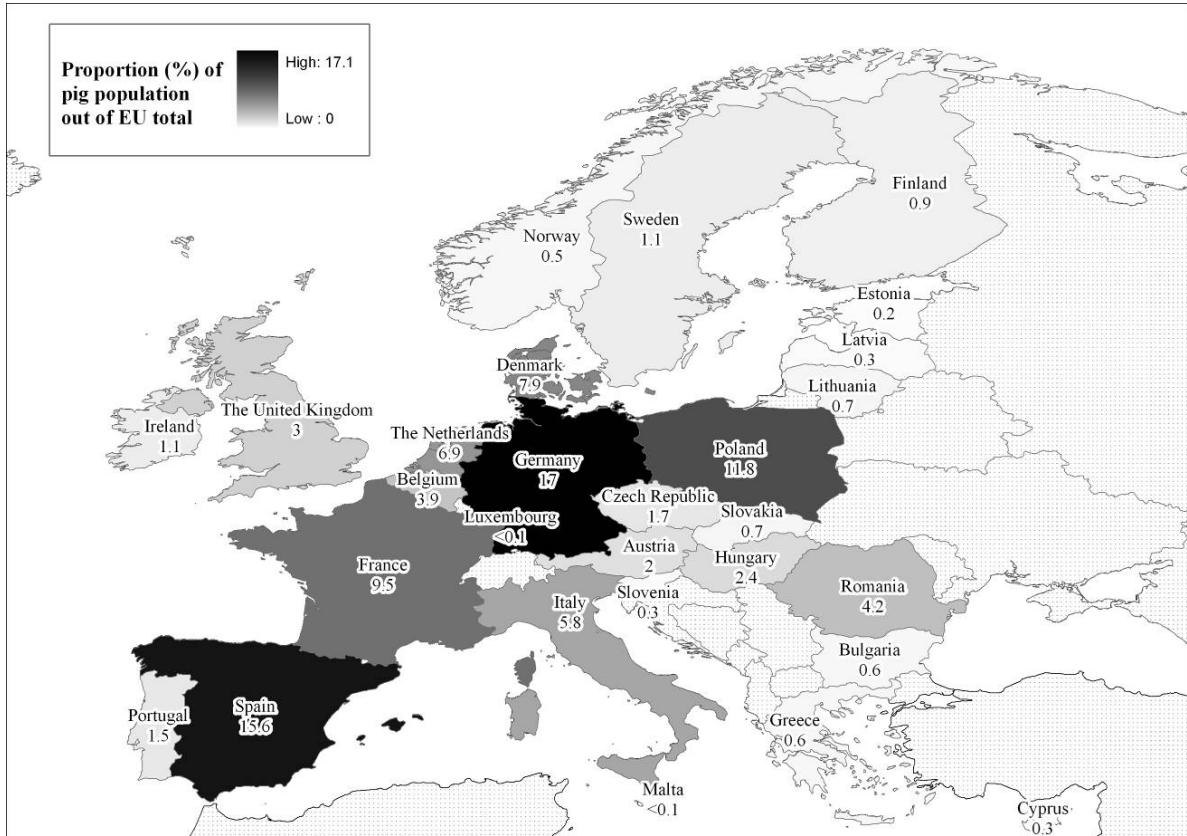 Proportion (%) of
pig population
out of EU total
High: 17.1
Low : 0
Finland
0.9
Sweden
1.1
Norway
0.5
Estonia
0.2
Latvia
0.3
Lithuania
0.7
Denmark
7.9
The United Kingdom
3
Ireland
1.1
The Netherlands
6.9
Germany
17
Poland
11.8
Belgium
3.9
Czech Republic
1.7
Luxembourg
<0.1
Slovakia
0.7
Austria
2
Hungary
2.4
France
9.5
Romania
4.2
Italy
5.8
Slovenia
0.3
Bulgaria
0.6
Portugal
1.5
Spain
15.6
Greece
0.6
Malta
<0.1
Cyprus
0.3